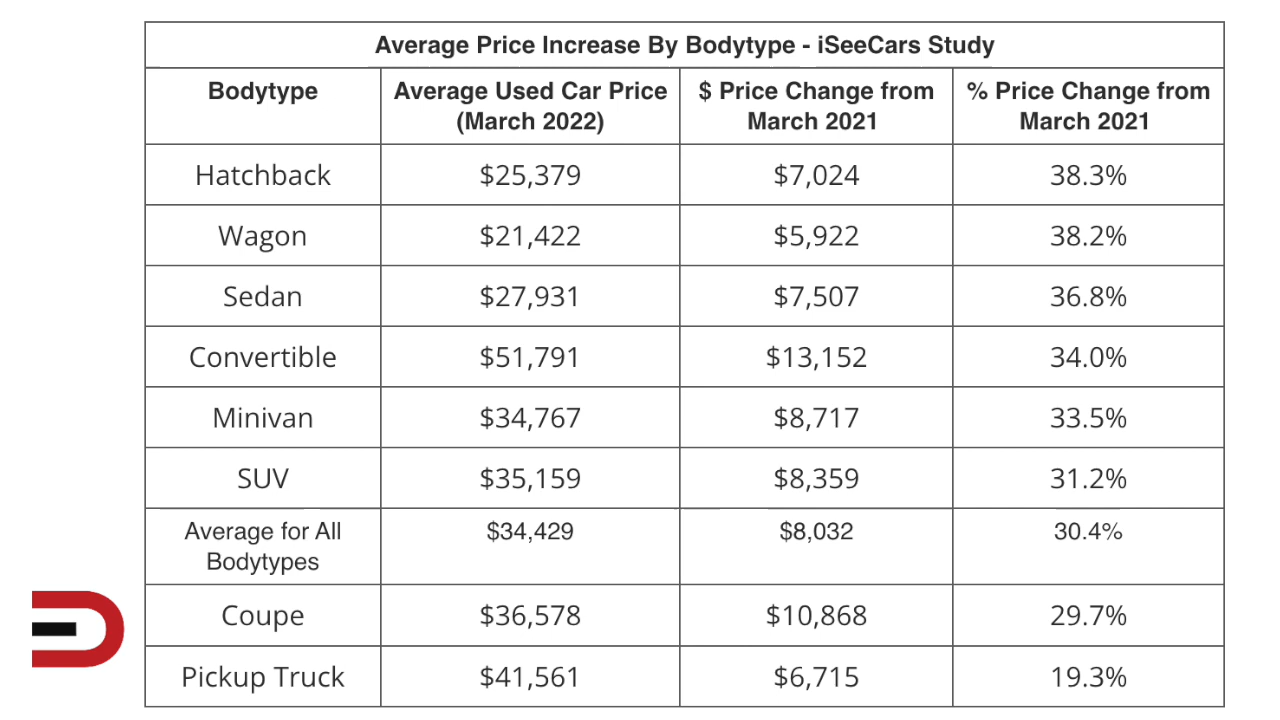 Average Price Increase By Bodytype - iSeeCars Study
Bodytype
Average Used Car Price
(March 2022)
$ Price Change from
March 2021
% Price Change from
March 2021
Hatchback $25,379 $7,024 38.3%
Wagon $21,422 $5,922 38.2%
Sedan $27,931 $7,507 36.8%
Convertible $51,791 $13,152 34.0%
Minivan $34,767 $8,717 33.5%
SUV $35,159 $8,359 31.2%
Average for All
Bodytypes
$34,429 $8,032 30.4%
Coupe $36,578 $10,868 29.7%
Pickup Truck $41,561 $6,715 19.3%